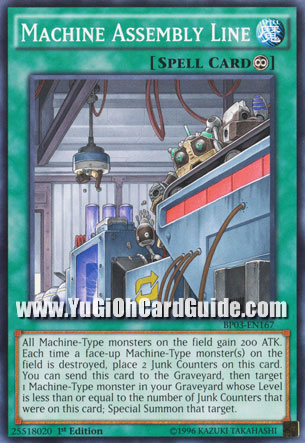 MACHINE ASSEMBLY LINE
魔
[SPELL CARD∞]
www.YuGiOhCardGuide.com
BP03-EN167
All Machine-Type monsters on the field gain 200 ATK.
Each time a face-up Machine-Type monster(s) on the
field is destroyed, place 2 Junk Counters on this card.
You can send this card to the Graveyard, then target
1 Machine-Type monster in your Graveyard whose Level
is less than or equal to the number of Junk Counters that
were on this card; Special Summon that target.
25518020 1st Edition ©1996 KAZUKI TAKAHASHI